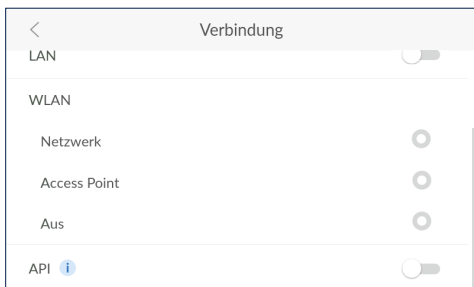 Verbindung
LAN
WLAN
Netzwerk
Access Point
Aus
API i